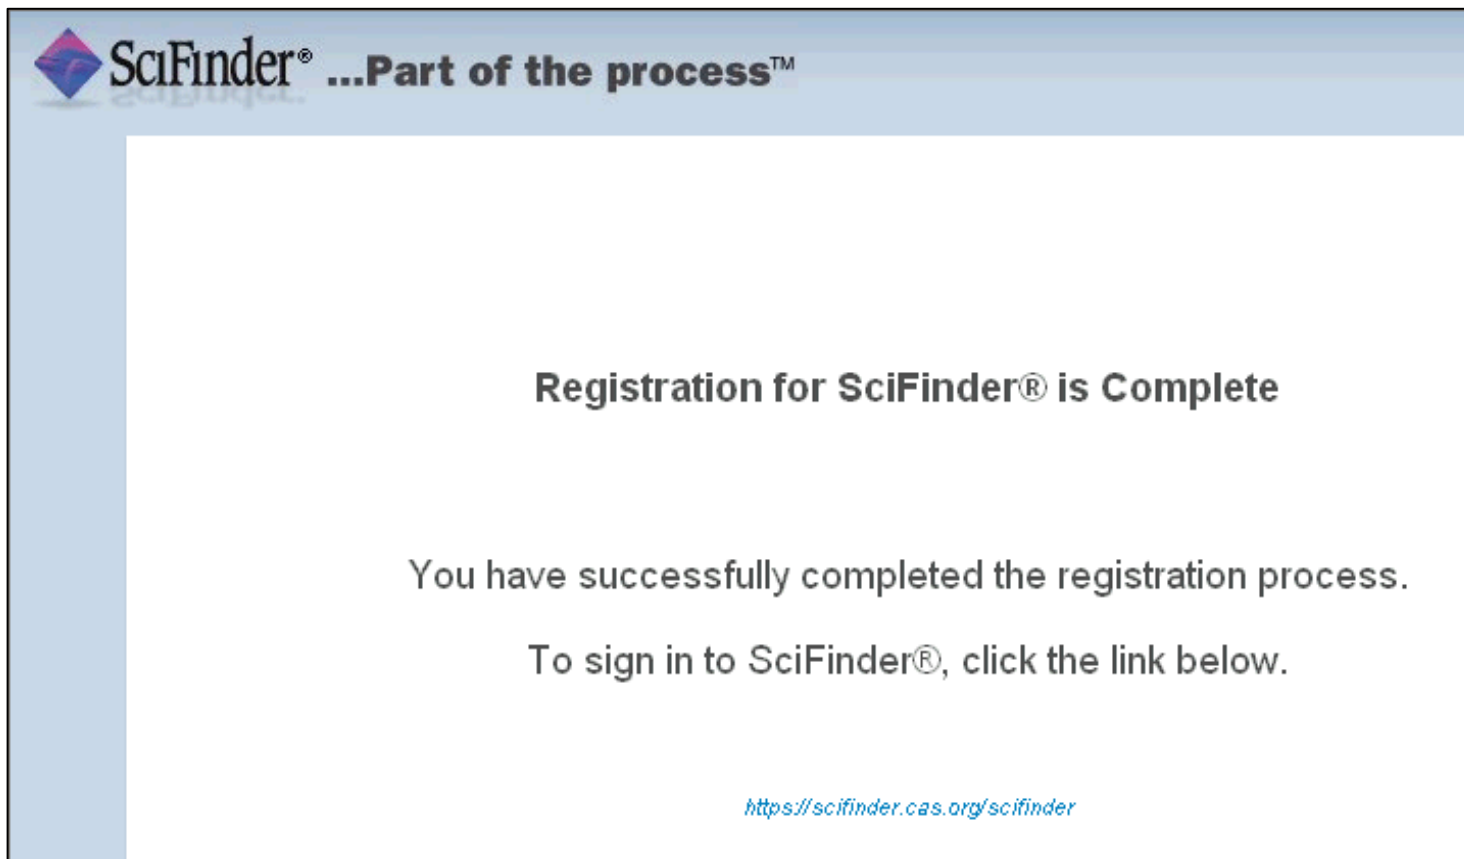 SciFinder® ...Part of the process™
Registration for SciFinder® is Complete
You have successfully completed the registration process.
To sign in to SciFinder®, click the link below.
https://scifinder.cas.org/scifinder